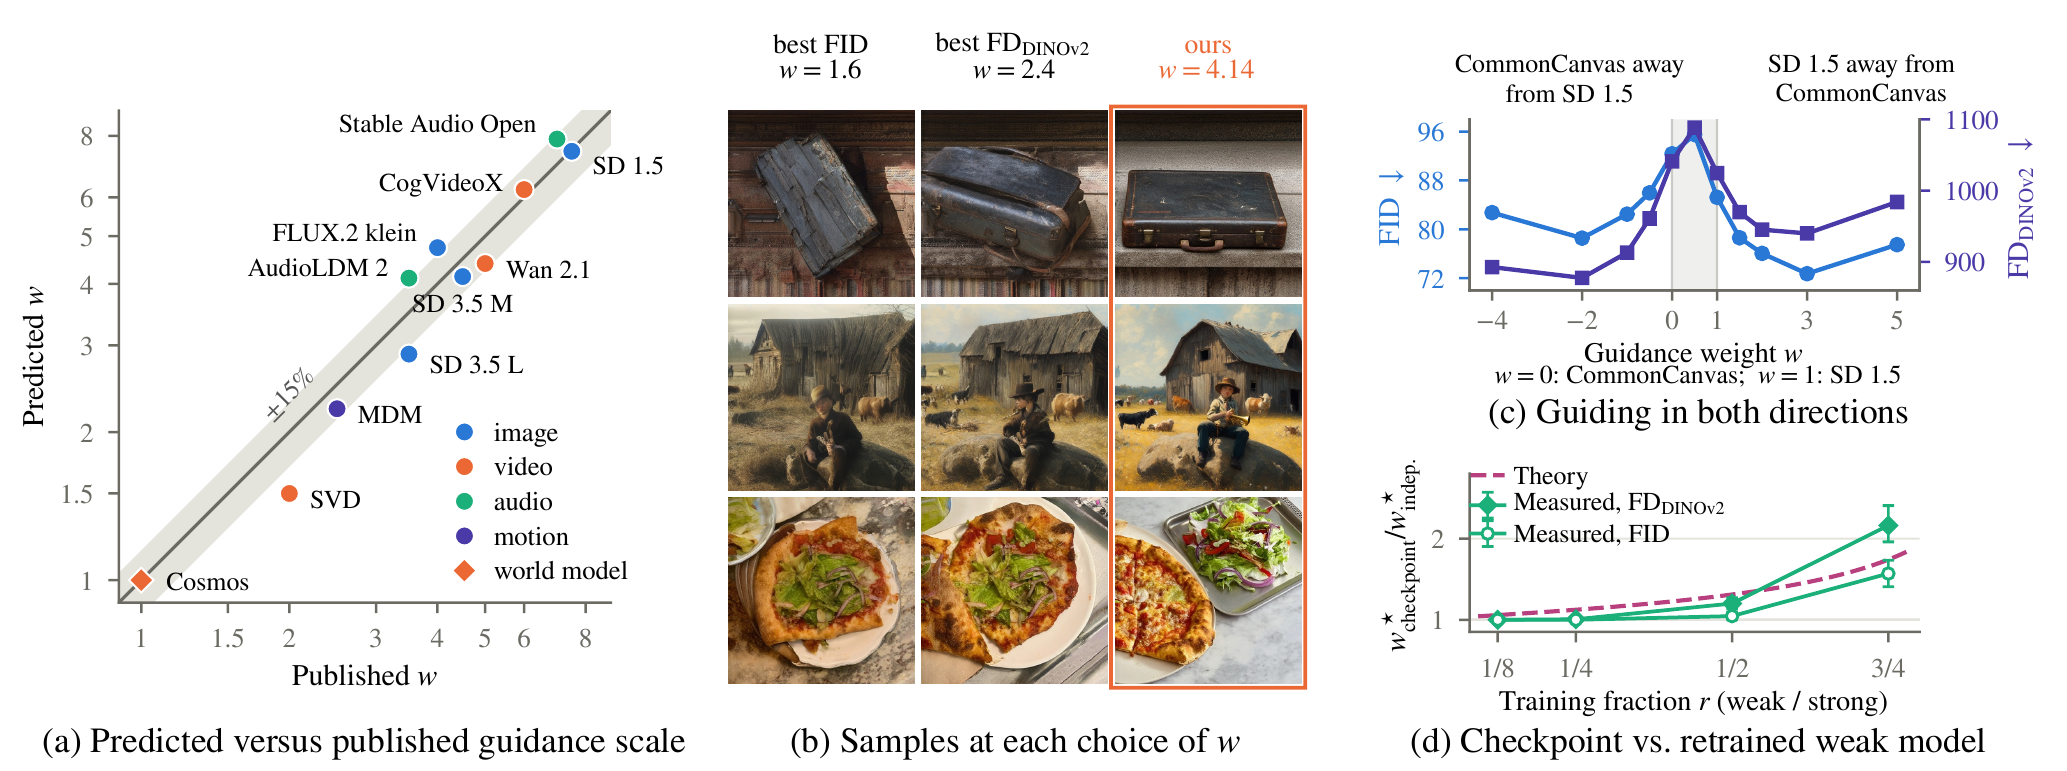 Predicted w
8
6
5
4
3
2
1.5
1
Stable Audio Open
SD 1.5
CogVideoX
FLUX.2 klein
AudioLDM 2
Wan 2.1
SD 3.5 M
SD 3.5 L
±15%
MDM
SVD
Cosmos
image
video
audio
motion
world model
1 1.5 2 3 4 5 6 8
Published w
(a) Predicted versus published guidance scale
best FID
w = 1.6
best FD_DINOv2
w = 2.4
ours
w = 4.14
(b) Samples at each choice of w
CommonCanvas away
from SD 1.5
SD 1.5 away from
CommonCanvas
FID ↓
96
88
80
72
1100
1000
900
FD_DINOv2 ↓
−4 −2 0 1 3 5
Guidance weight w
w = 0: CommonCanvas; w = 1: SD 1.5
(c) Guiding in both directions
w★checkpoint/w★indep.
2
1
Theory
Measured, FD_DINOv2
Measured, FID
1/8 1/4 1/2 3/4
Training fraction r (weak / strong)
(d) Checkpoint vs. retrained weak model